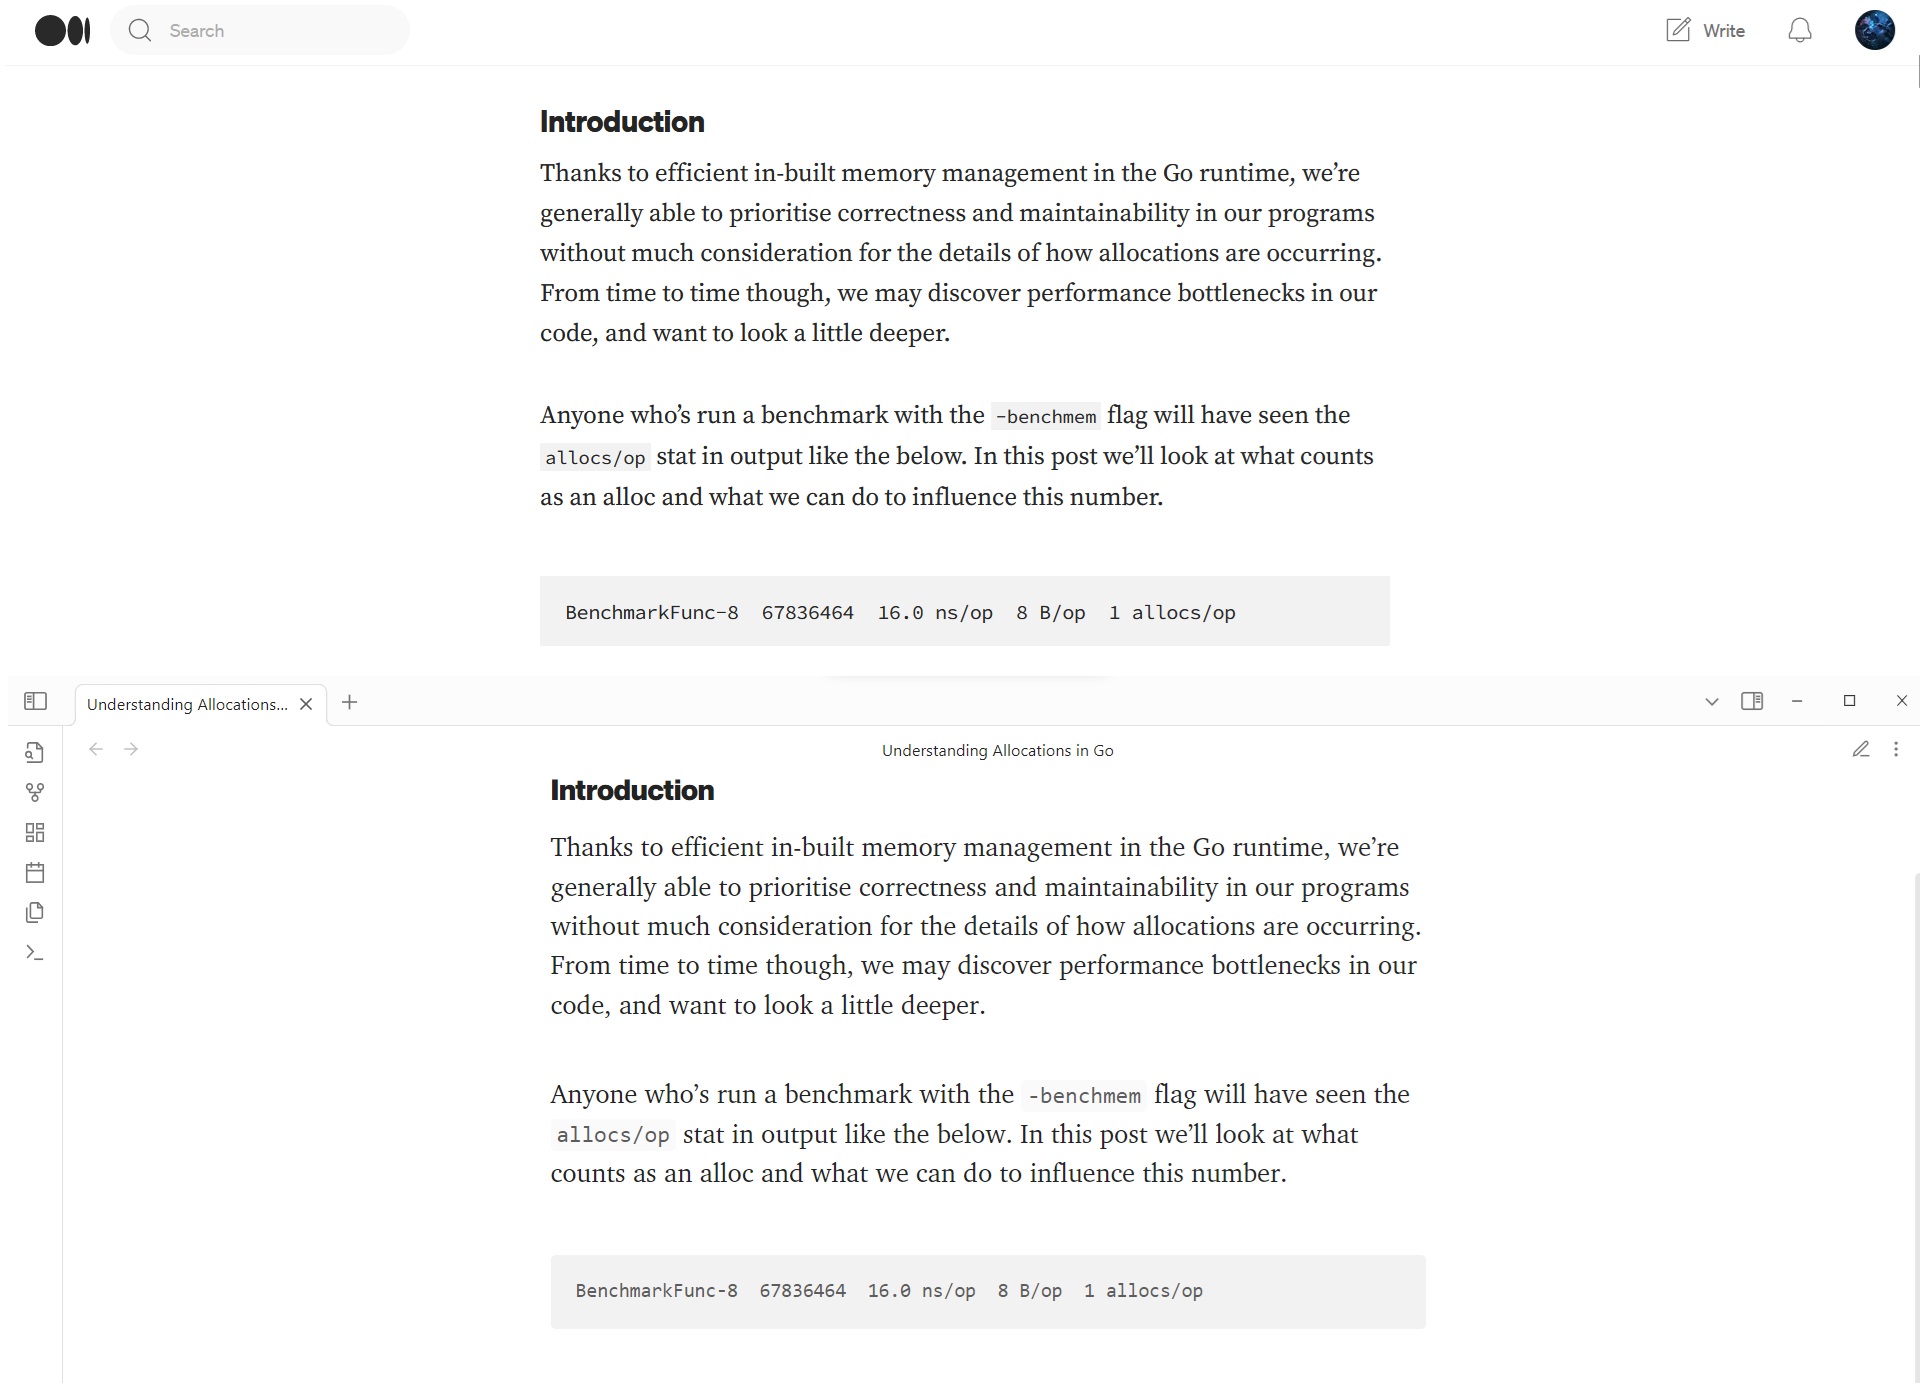 Search
Write
Introduction
Thanks to efficient in-built memory management in the Go runtime, we’re
generally able to prioritise correctness and maintainability in our programs
without much consideration for the details of how allocations are occurring.
From time to time though, we may discover performance bottlenecks in our
code, and want to look a little deeper.
Anyone who’s run a benchmark with the -benchmem flag will have seen the
allocs/op stat in output like the below. In this post we’ll look at what counts
as an alloc and what we can do to influence this number.
BenchmarkFunc-8  67836464  16.0 ns/op  8 B/op  1 allocs/op
Understanding Allocations...
Understanding Allocations in Go
Introduction
Thanks to efficient in-built memory management in the Go runtime, we’re
generally able to prioritise correctness and maintainability in our programs
without much consideration for the details of how allocations are occurring.
From time to time though, we may discover performance bottlenecks in our
code, and want to look a little deeper.
Anyone who’s run a benchmark with the -benchmem flag will have seen the
allocs/op stat in output like the below. In this post we’ll look at what
counts as an alloc and what we can do to influence this number.
BenchmarkFunc-8  67836464  16.0 ns/op  8 B/op  1 allocs/op